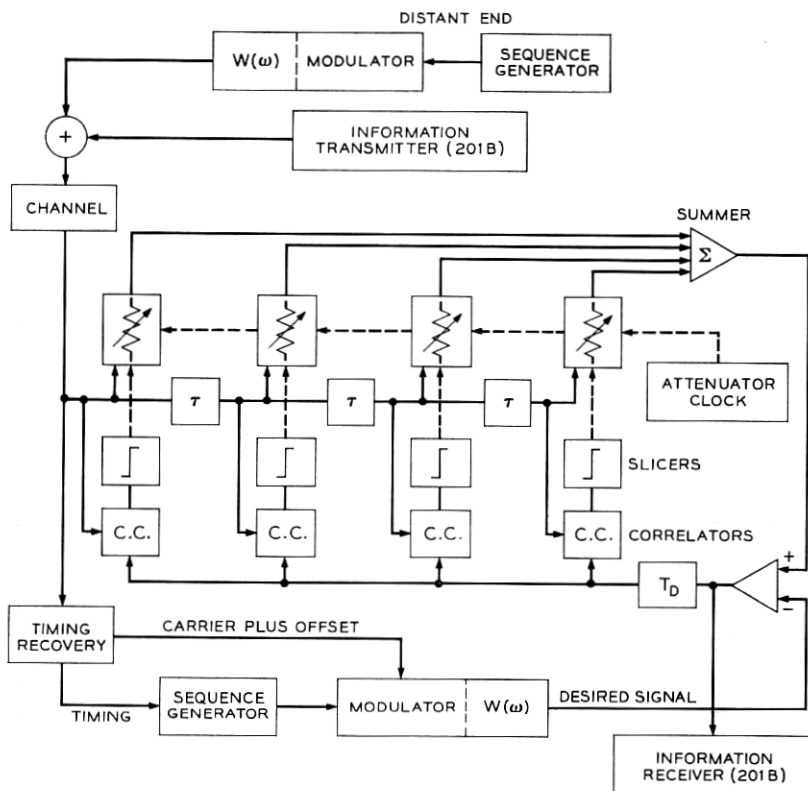 DISTANT END
W(ω)
MODULATOR
SEQUENCE
GENERATOR
+
INFORMATION
TRANSMITTER (201B)
CHANNEL
SUMMER
Σ
ATTENUATOR
CLOCK
τ
τ
τ
SLICERS
C.C.
C.C.
C.C.
C.C.
CORRELATORS
+
−
T_D
TIMING
RECOVERY
CARRIER PLUS OFFSET
TIMING
SEQUENCE
GENERATOR
MODULATOR
W(ω)
DESIRED SIGNAL
INFORMATION
RECEIVER (201B)